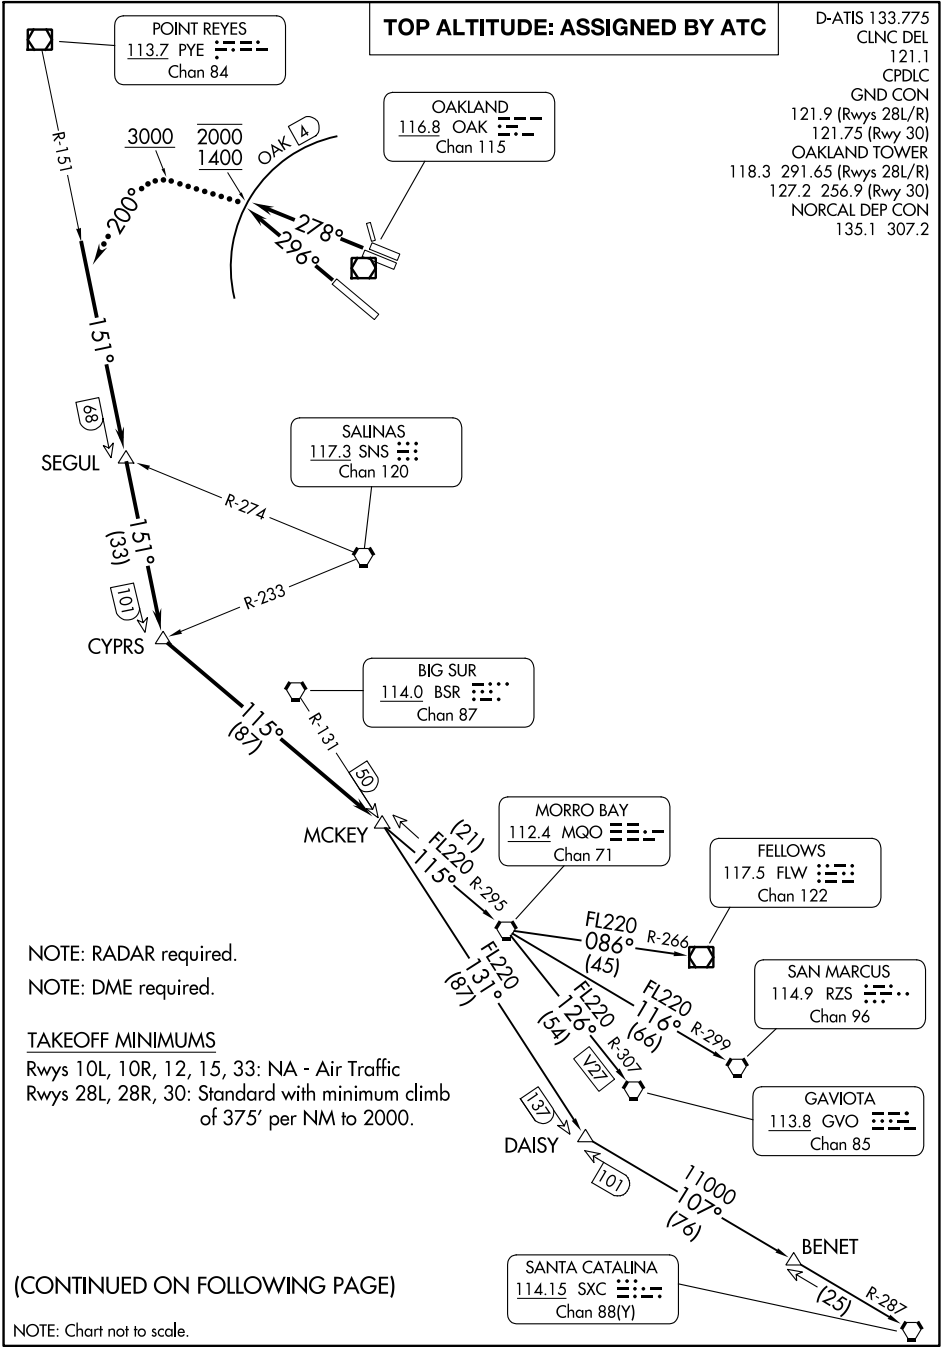 TOP ALTITUDE: ASSIGNED BY ATC
D-ATIS 133.775
CLNC DEL
121.1
CPDLC
GND CON
121.9 (Rwys 28L/R)
121.75 (Rwy 30)
OAKLAND TOWER
118.3 291.65 (Rwys 28L/R)
127.2 256.9 (Rwy 30)
NORCAL DEP CON
135.1 307.2
POINT REYES
113.7 PYE
Chan 84
OAKLAND
116.8 OAK
Chan 115
R-151
3000
2000
1400
OAK 4
200°
278°
296°
151°
68
SEGUL
SALINAS
117.3 SNS
Chan 120
R-274
151°
(33)
101
R-233
CYPRS
BIG SUR
114.0 BSR
Chan 87
115°
(87)
R-131
50
MCKEY
MORRO BAY
112.4 MQO
Chan 71
(21)
FL220
115°
R-295
FELLOWS
117.5 FLW
Chan 122
FL220
086°
(45)
R-266
SAN MARCUS
114.9 RZS
Chan 96
FL220
116°
(66)
R-299
FL220
126°
(54)
R-307
V27
FL220
131°
(87)
GAVIOTA
113.8 GVO
Chan 85
137
DAISY
101
11000
107°
(76)
BENET
SANTA CATALINA
114.15 SXC
Chan 88(Y)
(25)
R-287
NOTE: RADAR required.
NOTE: DME required.
TAKEOFF MINIMUMS
Rwys 10L, 10R, 12, 15, 33: NA - Air Traffic
Rwys 28L, 28R, 30: Standard with minimum climb
of 375' per NM to 2000.
(CONTINUED ON FOLLOWING PAGE)
NOTE: Chart not to scale.